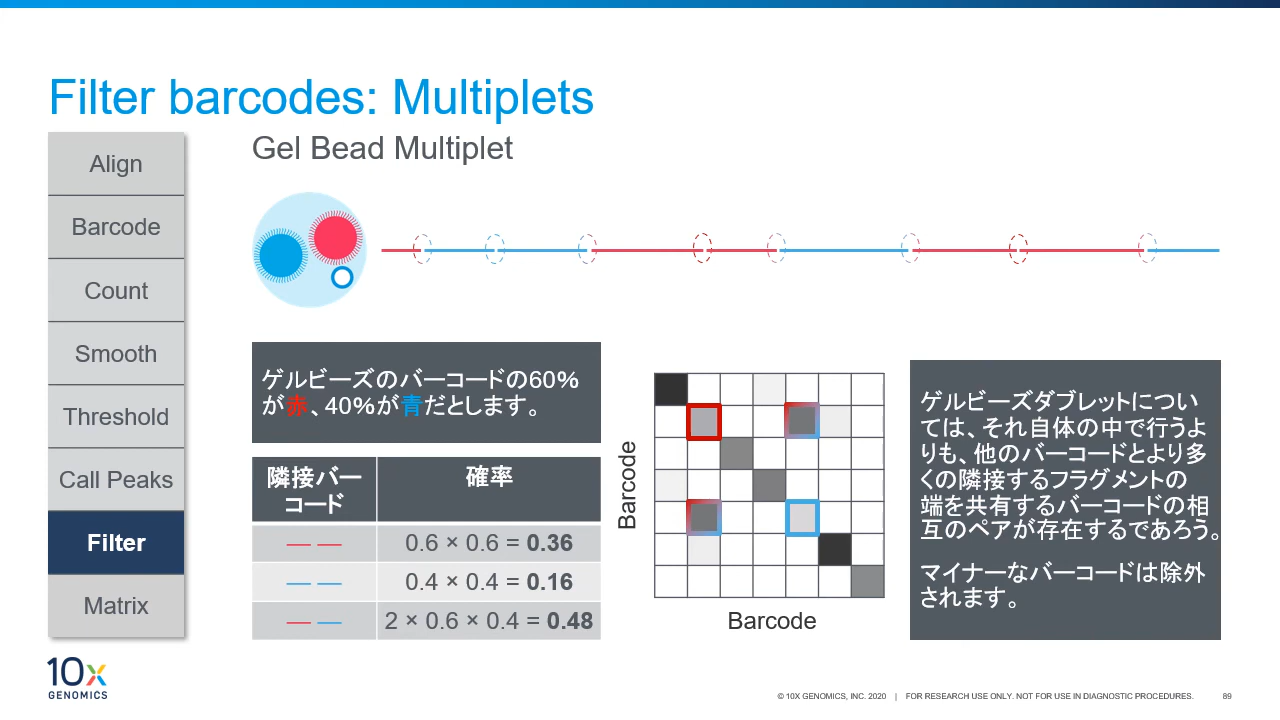 Filter barcodes: Multiplets
Align
Barcode
Count
Smooth
Threshold
Call Peaks
Filter
Matrix
Gel Bead Multiplet
ゲルビーズのバーコードの60%
が赤、40%が青だとします。
隣接バー
コード
確率
0.6 × 0.6 = 0.36
0.4 × 0.4 = 0.16
2 × 0.6 × 0.4 = 0.48
Barcode
Barcode
ゲルビーズダブレットについ
ては、それ自体の中で行うよ
りも、他のバーコードとより多
くの隣接するフラグメントの
端を共有するバーコードの相
互のペアが存在するであろう。
マイナーなバーコードは除外
されます。
10x
GENOMICS
© 10X GENOMICS, INC. 2020 | FOR RESEARCH USE ONLY. NOT FOR USE IN DIAGNOSTIC PROCEDURES. 89